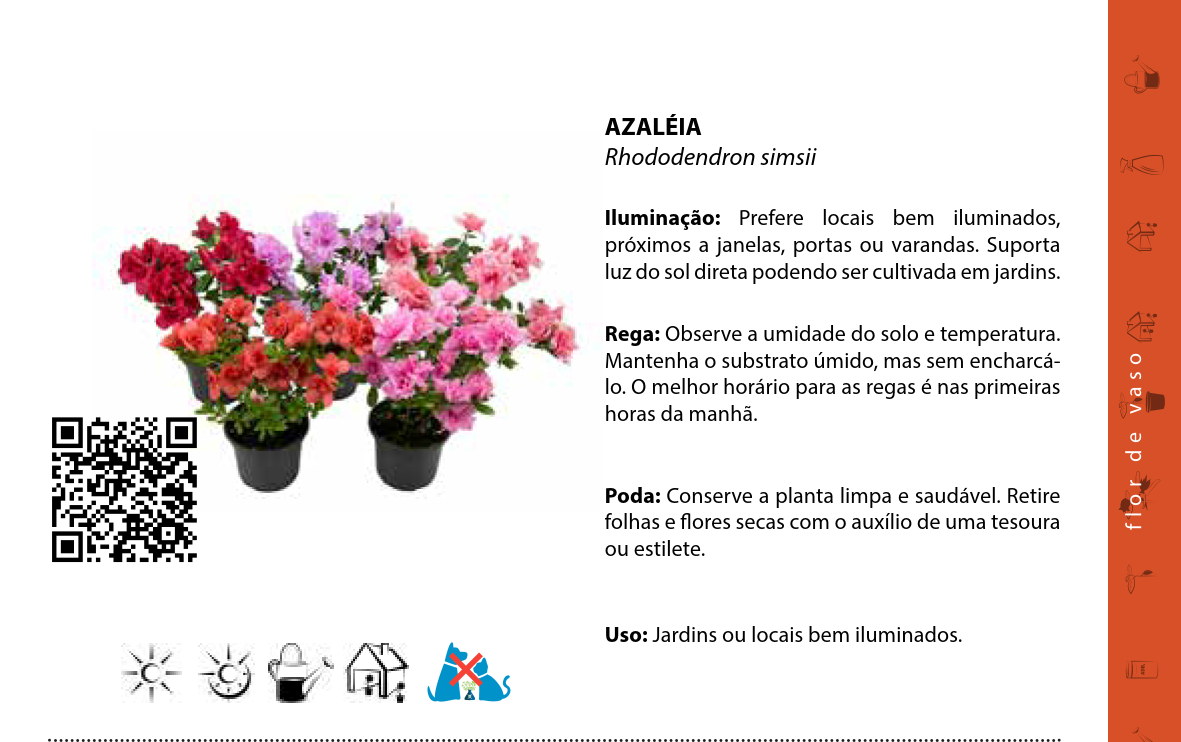 AZALÉIA
Rhododendron simsii
Iluminação: Prefere locais bem iluminados,
próximos a janelas, portas ou varandas. Suporta
luz do sol direta podendo ser cultivada em jardins.
Rega: Observe a umidade do solo e temperatura.
Mantenha o substrato úmido, mas sem encharcá-
lo. O melhor horário para as regas é nas primeiras
horas da manhã.
Poda: Conserve a planta limpa e saudável. Retire
folhas e flores secas com o auxílio de uma tesoura
ou estilete.
Uso: Jardins ou locais bem iluminados.
flor de vaso